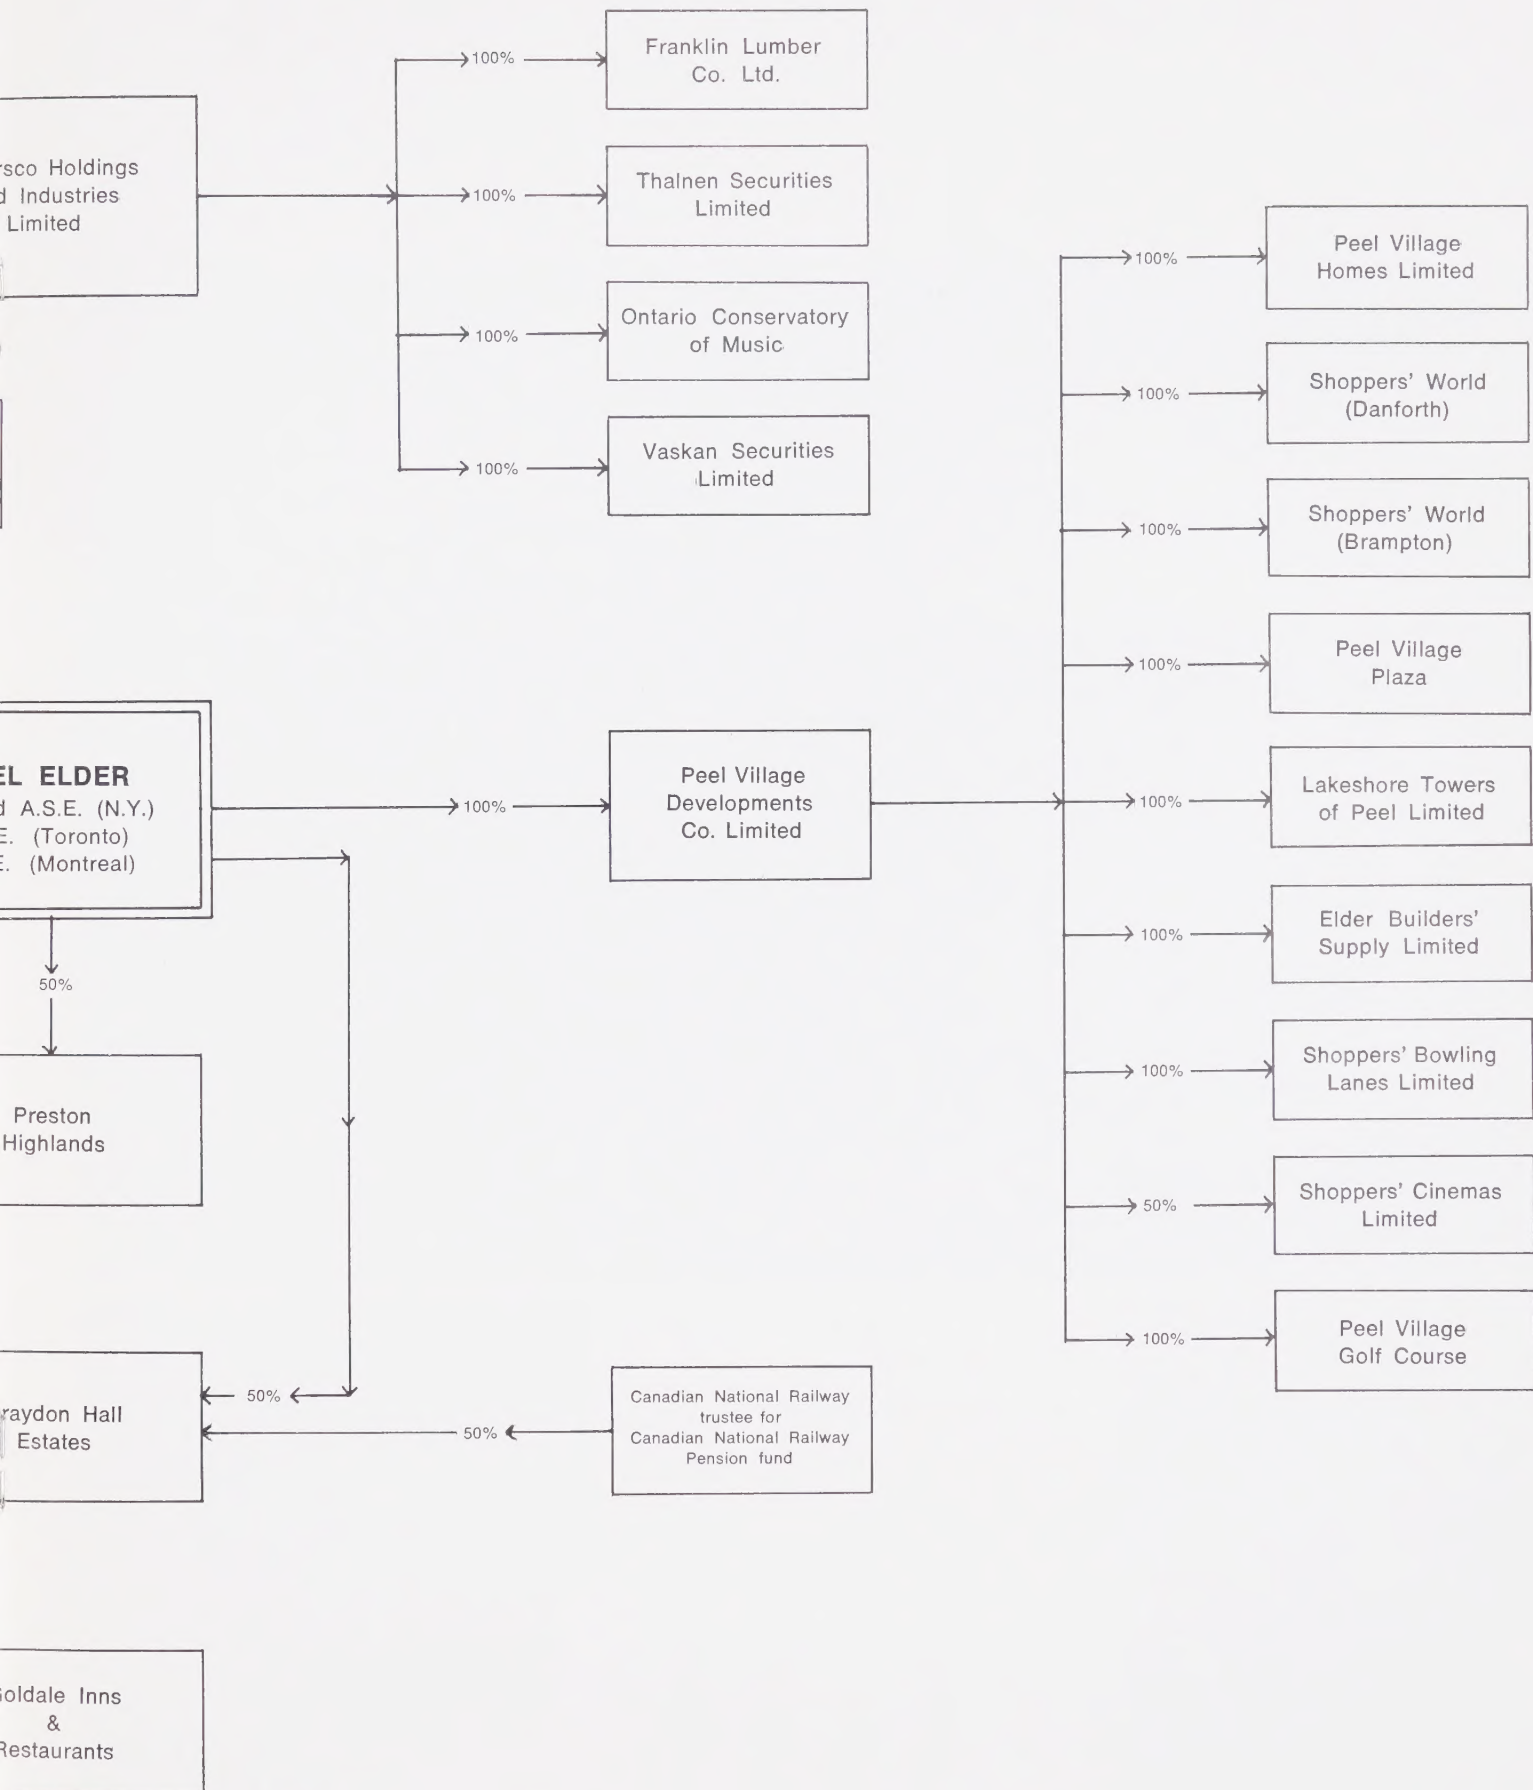 100%
Franklin Lumber
Co. Ltd.
rsco Holdings
d Industries
Limited
100%
Thalnen Securities
Limited
100%
Ontario Conservatory
of Music
100%
Vaskan Securities
Limited
EL ELDER
d A.S.E. (N.Y.)
E. (Toronto)
E. (Montreal)
100%
Peel Village
Developments
Co. Limited
100%
Peel Village
Homes Limited
100%
Shoppers' World
(Danforth)
100%
Shoppers' World
(Brampton)
100%
Peel Village
Plaza
100%
Lakeshore Towers
of Peel Limited
100%
Elder Builders'
Supply Limited
100%
Shoppers' Bowling
Lanes Limited
50%
Shoppers' Cinemas
Limited
100%
Peel Village
Golf Course
50%
Preston
Highlands
raydon Hall
Estates
50%
50%
Canadian National Railway
trustee for
Canadian National Railway
Pension fund
oldale Inns
&
Restaurants